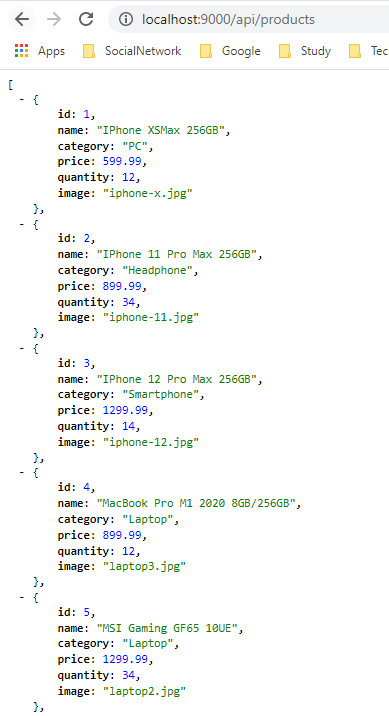 localhost:9000/api/products
Apps SocialNetwork Google Study Tec
[
- {
id: 1,
name: "IPhone XSMax 256GB",
category: "PC",
price: 599.99,
quantity: 12,
image: "iphone-x.jpg"
},
- {
id: 2,
name: "IPhone 11 Pro Max 256GB",
category: "Headphone",
price: 899.99,
quantity: 34,
image: "iphone-11.jpg"
},
- {
id: 3,
name: "IPhone 12 Pro Max 256GB",
category: "Smartphone",
price: 1299.99,
quantity: 14,
image: "iphone-12.jpg"
},
- {
id: 4,
name: "MacBook Pro M1 2020 8GB/256GB",
category: "Laptop",
price: 899.99,
quantity: 12,
image: "laptop3.jpg"
},
- {
id: 5,
name: "MSI Gaming GF65 10UE",
category: "Laptop",
price: 1299.99,
quantity: 34,
image: "laptop2.jpg"
},